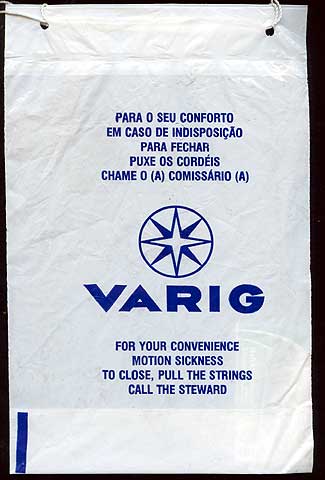 PARA O SEU CONFORTO
EM CASO DE INDISPOSIÇÃO
PARA FECHAR
PUXE OS CORDÉIS
CHAME O (A) COMISSÁRIO (A)
VARIG
FOR YOUR CONVENIENCE
MOTION SICKNESS
TO CLOSE, PULL THE STRINGS
CALL THE STEWARD